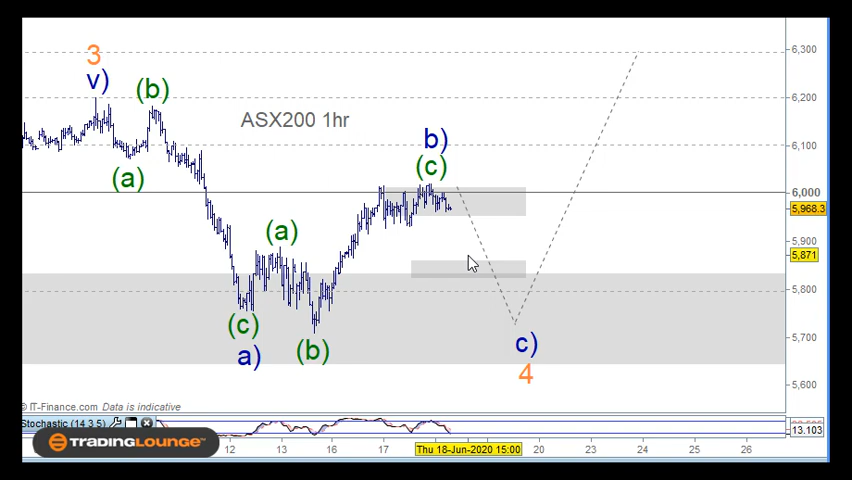 3
v)
(b)
(a)
ASX200 1hr
b)
(c)
(a)
(c)
a)
(b)
c)
4
6,300
6,200
6,100
6,000
5,968.3
5,900
5,871
5,800
5,700
5,600
© IT-Finance.com Data is indicative
Stochastic (14,3,5)
13.103
TRADINGLOUNGE
12
13
16
17
Thu 18-Jun-2020 15:00
20
23
24
25
26